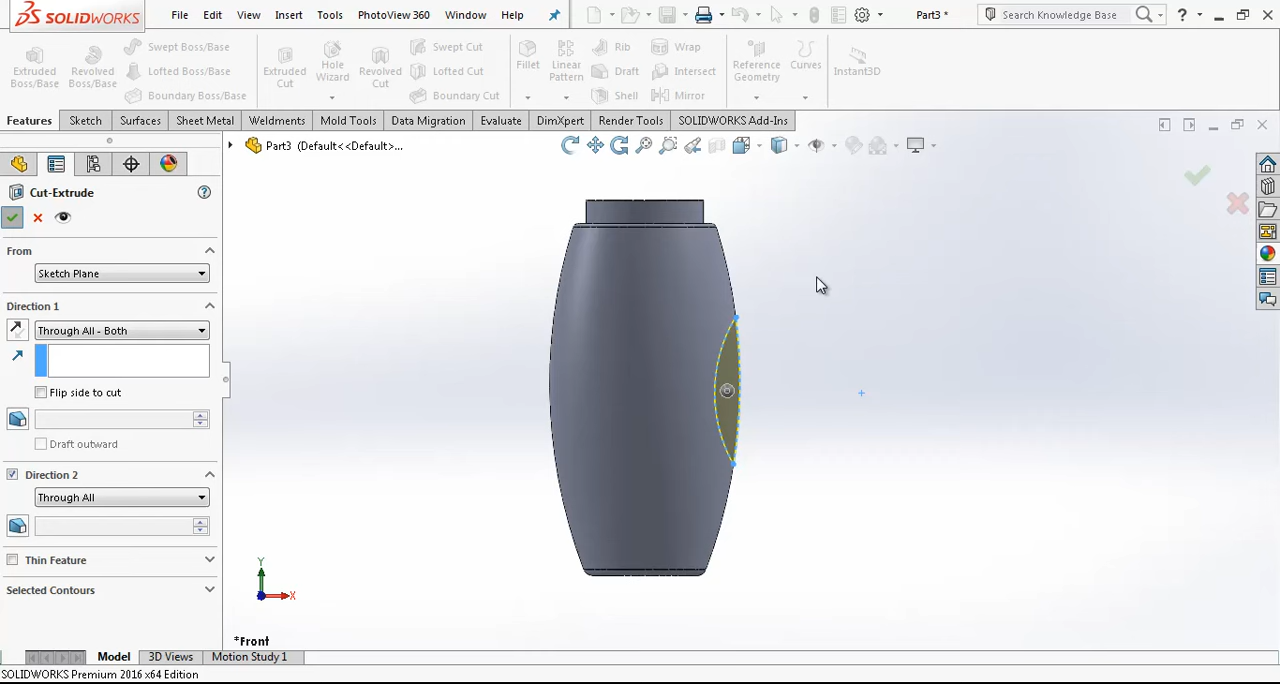 SOLIDWORKS File Edit View Insert Tools PhotoView 360 Window Help Part3 * Search Knowledge Base ?
Extruded Boss/Base
Revolved Boss/Base
Swept Boss/Base
Lofted Boss/Base
Boundary Boss/Base
Extruded Cut
Hole Wizard
Revolved Cut
Swept Cut
Lofted Cut
Boundary Cut
Fillet
Linear Pattern
Rib
Draft
Shell
Wrap
Intersect
Mirror
Reference Geometry
Curves
Instant3D
Features Sketch Surfaces Sheet Metal Weldments Mold Tools Data Migration Evaluate DimXpert Render Tools SOLIDWORKS Add-Ins
Part3 (Default<<Default>...
Cut-Extrude ?
From
Sketch Plane
Direction 1
Through All - Both
Flip side to cut
Draft outward
Direction 2
Through All
Thin Feature
Selected Contours
Y
X
*Front
Model 3D Views Motion Study 1
SOLIDWORKS Premium 2016 x64 Edition